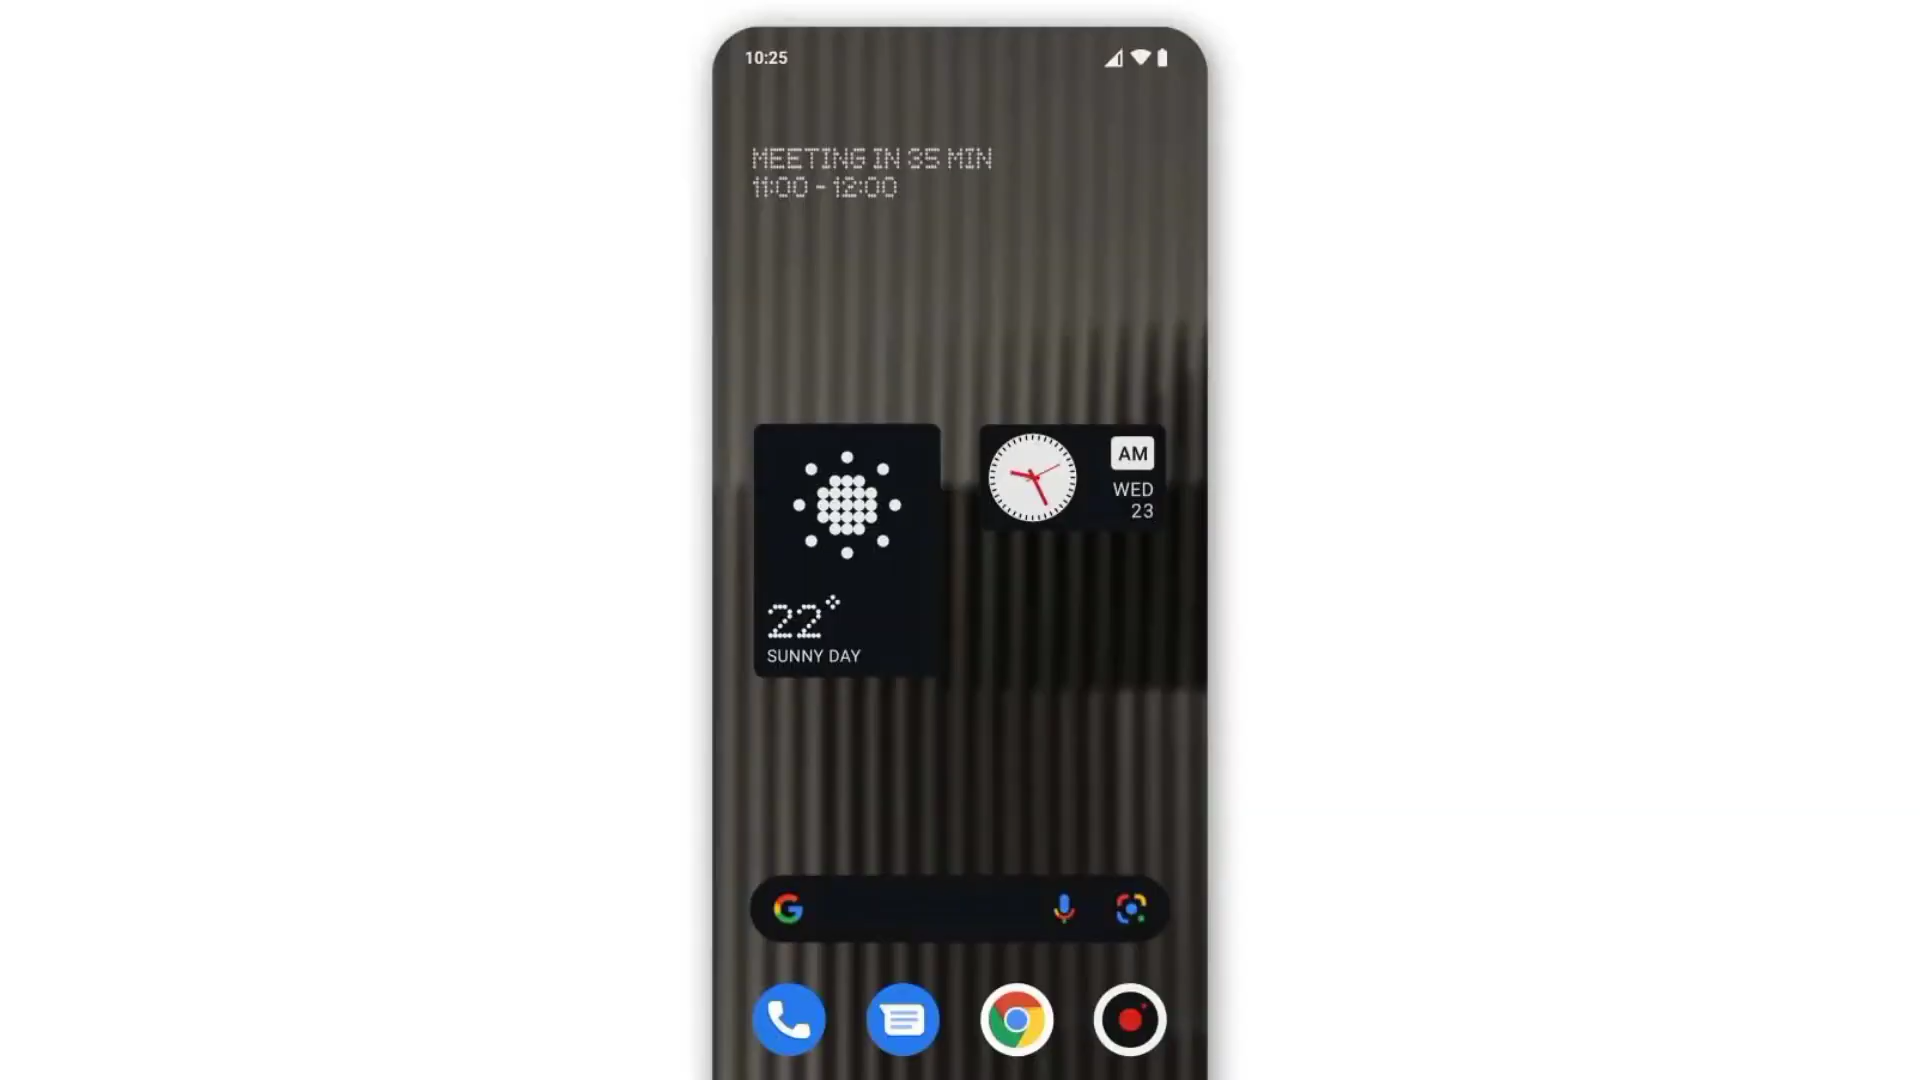 10:25
MEETING IN 35 MIN
11:00 - 12:00
AM
WED
23
22°
SUNNY DAY